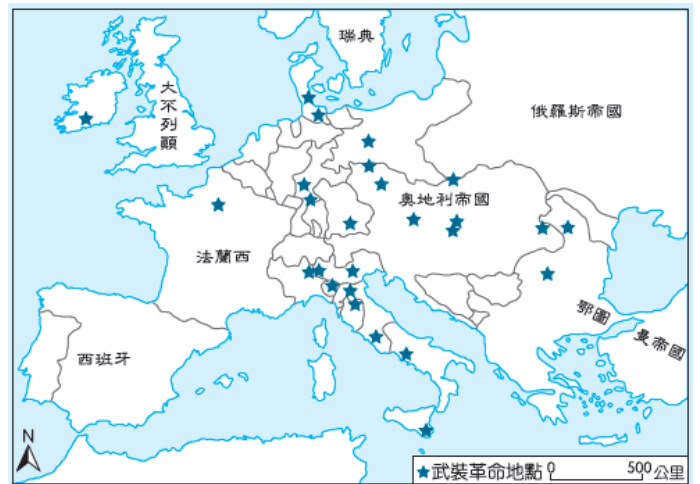 瑞典
大不列顛
俄羅斯帝國
奧地利帝國
法蘭西
鄂圖
曼帝國
西班牙
N
★武裝革命地點 0 500公里